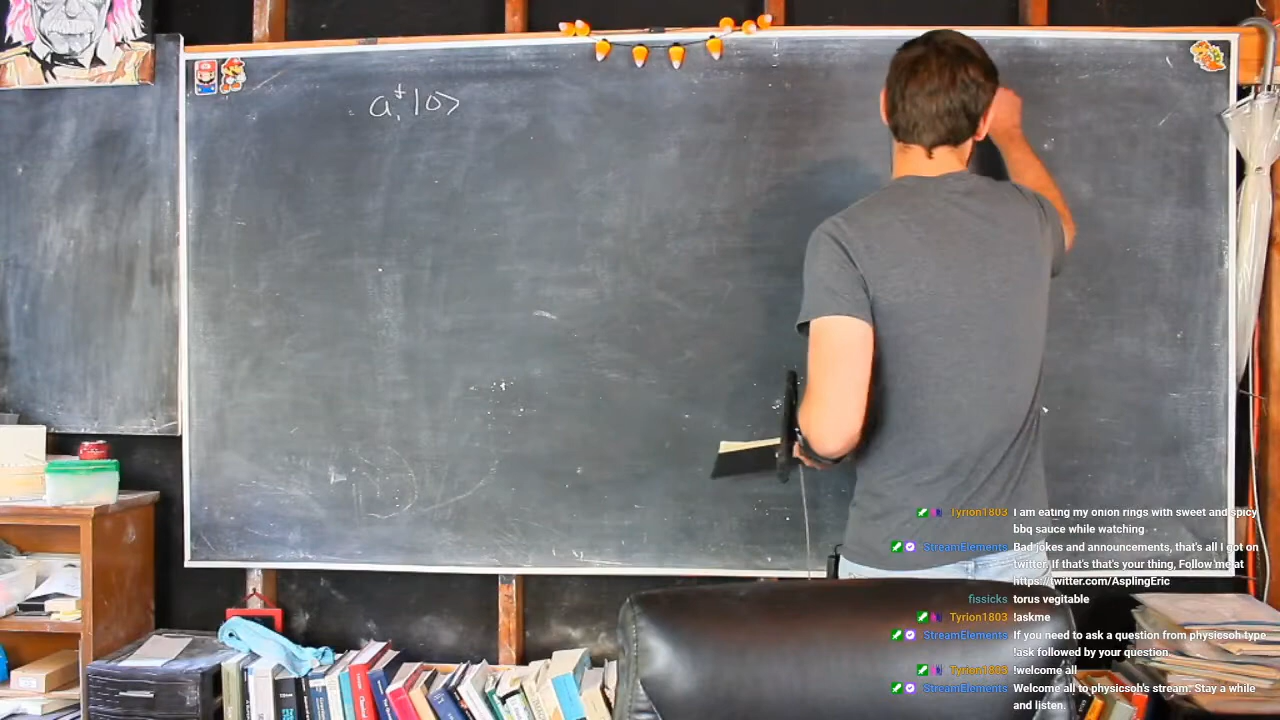 a†ᵢ|0>
Tyrion1803 I am eating my onion rings with sweet and spicy
bbq sauce while watching
StreamElements Bad jokes and announcements, that's all I got on
twitter. If that's that's your thing, Follow me at
https://twitter.com/AsplingEric
fissicks torus vegitable
Tyrion1803 !askme
StreamElements If you need to ask a question from physicsoh type
!ask followed by your question.
Tyrion1803 !welcome all
StreamElements Welcome all to physicsoh's stream. Stay a while
and listen.